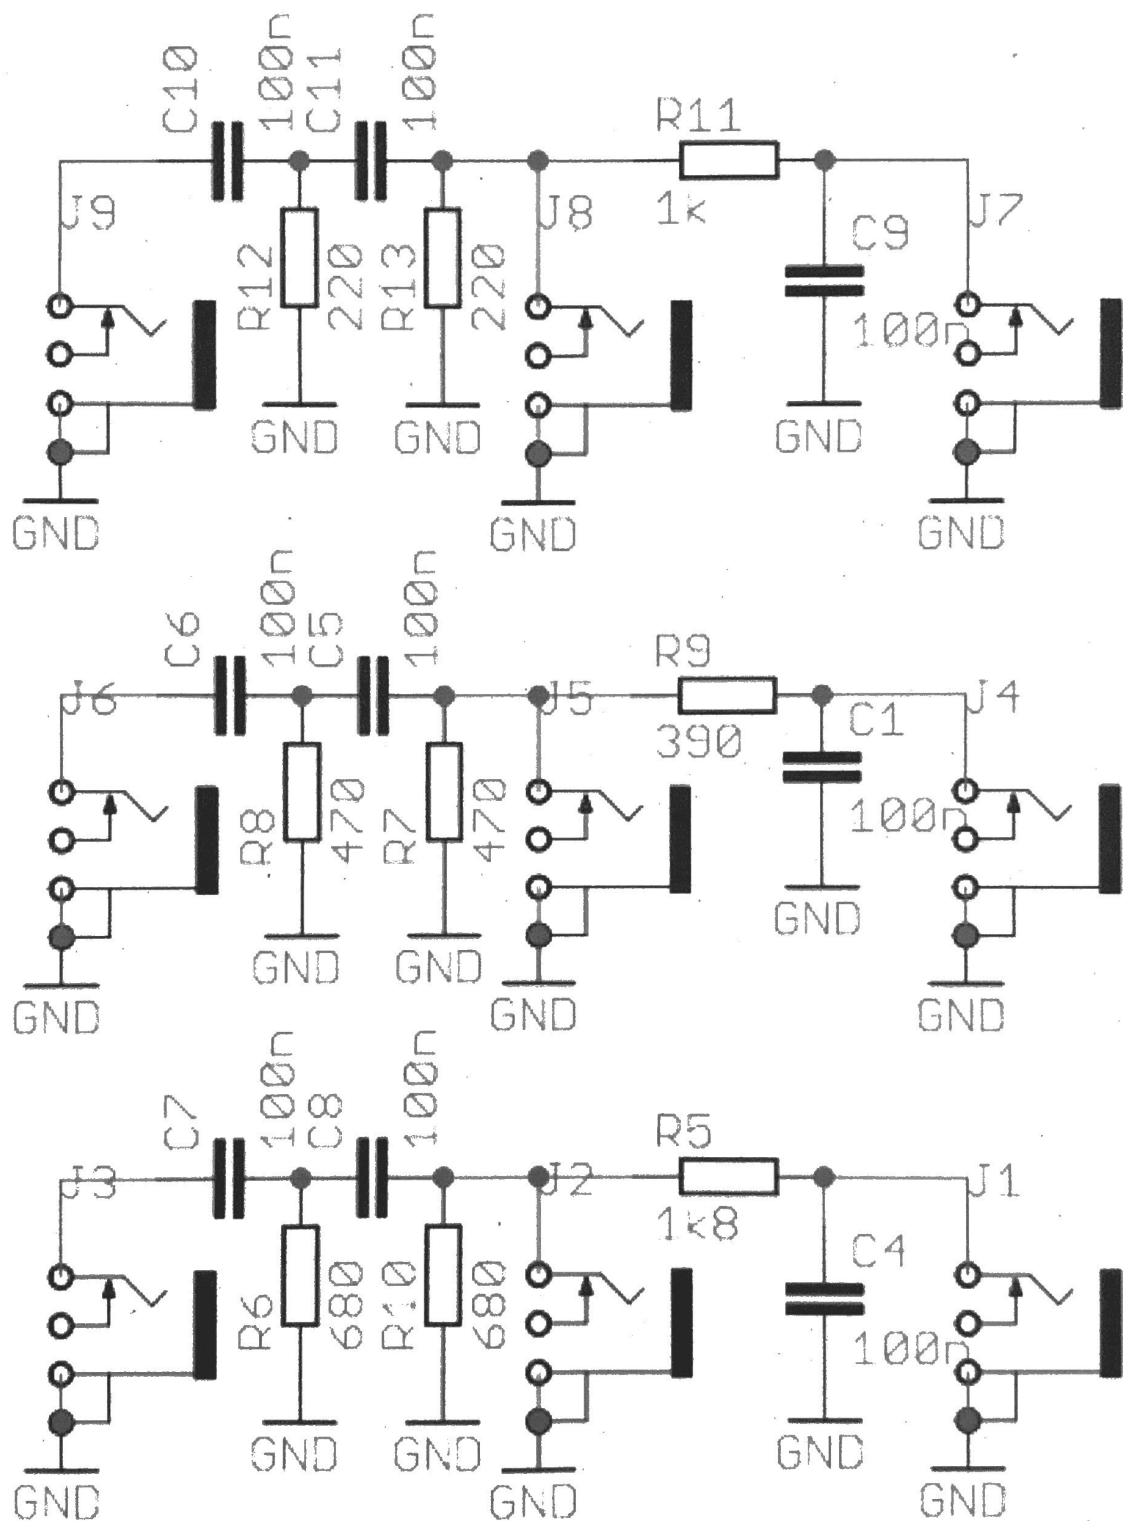 C10
100n
C11
100n
R11
1k
J9
J8
J7
R12
220
R13
220
C9
100n
GND
GND
GND
GND
GND
GND
C6
100n
C5
100n
R9
390
J6
J5
J4
R8
470
R7
470
C1
100n
GND
GND
GND
GND
GND
GND
C7
100n
C8
100n
R5
1k8
J3
J2
J1
R6
680
R10
680
C4
100n
GND
GND
GND
GND
GND
GND